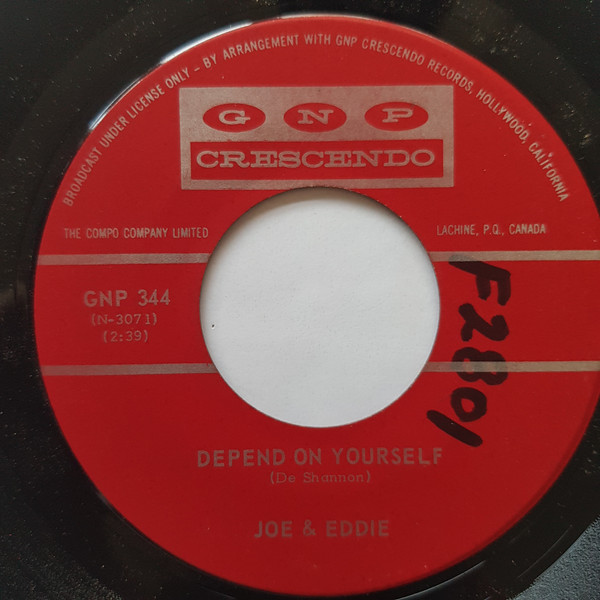 BROADCAST UNDER LICENSE ONLY - BY ARRANGEMENT WITH GNP CRESCENDO RECORDS, HOLLYWOOD, CALIFORNIA
GNP
CRESCENDO
THE COMPO COMPANY LIMITED
LACHINE, P.Q., CANADA
GNP 344
(N-3071)
(2:39)
F2801
DEPEND ON YOURSELF
(De Shannon)
JOE & EDDIE